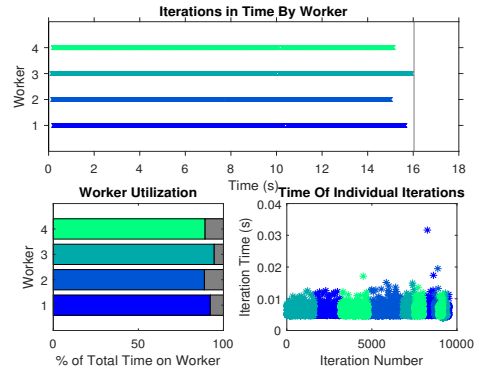 Iterations in Time By Worker
Worker
4
3
2
1
0 2 4 6 8 10 12 14 16 18
Time (s)
Worker Utilization
Worker
4
3
2
1
0 50 100
% of Total Time on Worker
Time Of Individual Iterations
Iteration Time (s)
0.04
0.03
0.02
0.01
0
0 5000 10000
Iteration Number